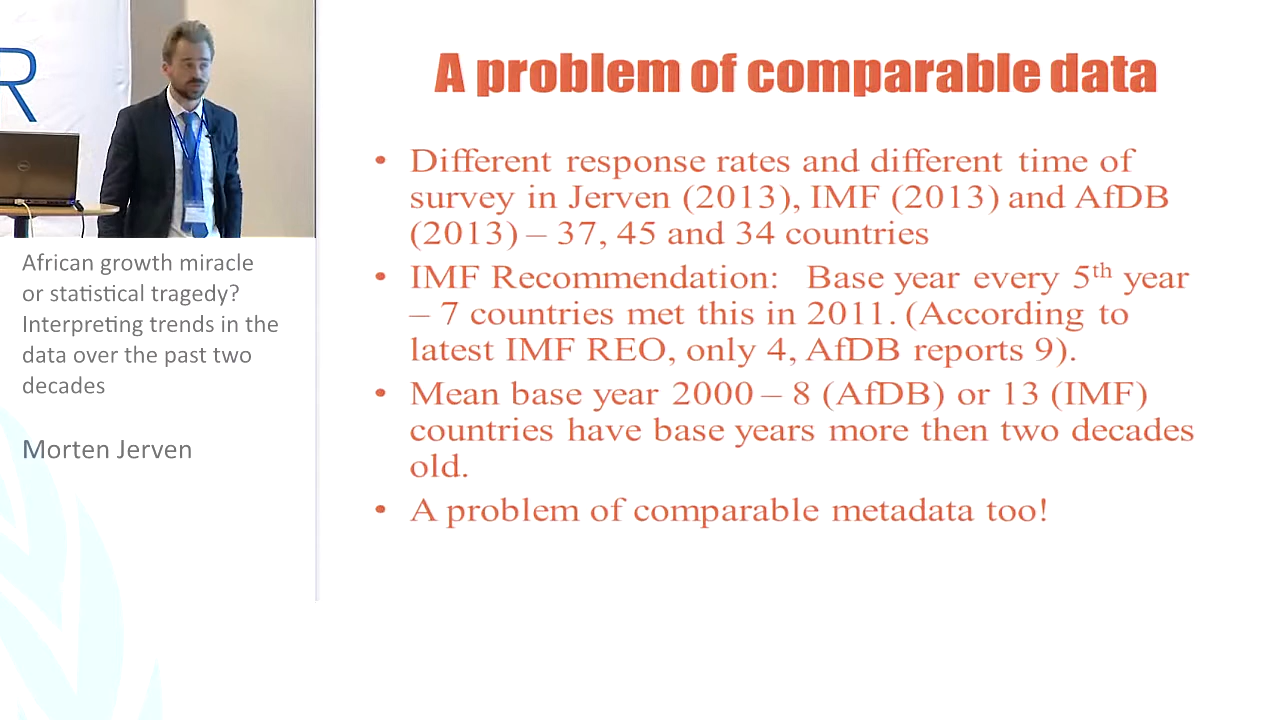 R
African growth miracle
or statistical tragedy?
Interpreting trends in the
data over the past two
decades
Morten Jerven
A problem of comparable data
• Different response rates and different time of
survey in Jerven (2013), IMF (2013) and AfDB
(2013) – 37, 45 and 34 countries
• IMF Recommendation: Base year every 5th year
– 7 countries met this in 2011. (According to
latest IMF REO, only 4, AfDB reports 9).
• Mean base year 2000 – 8 (AfDB) or 13 (IMF)
countries have base years more then two decades
old.
• A problem of comparable metadata too!